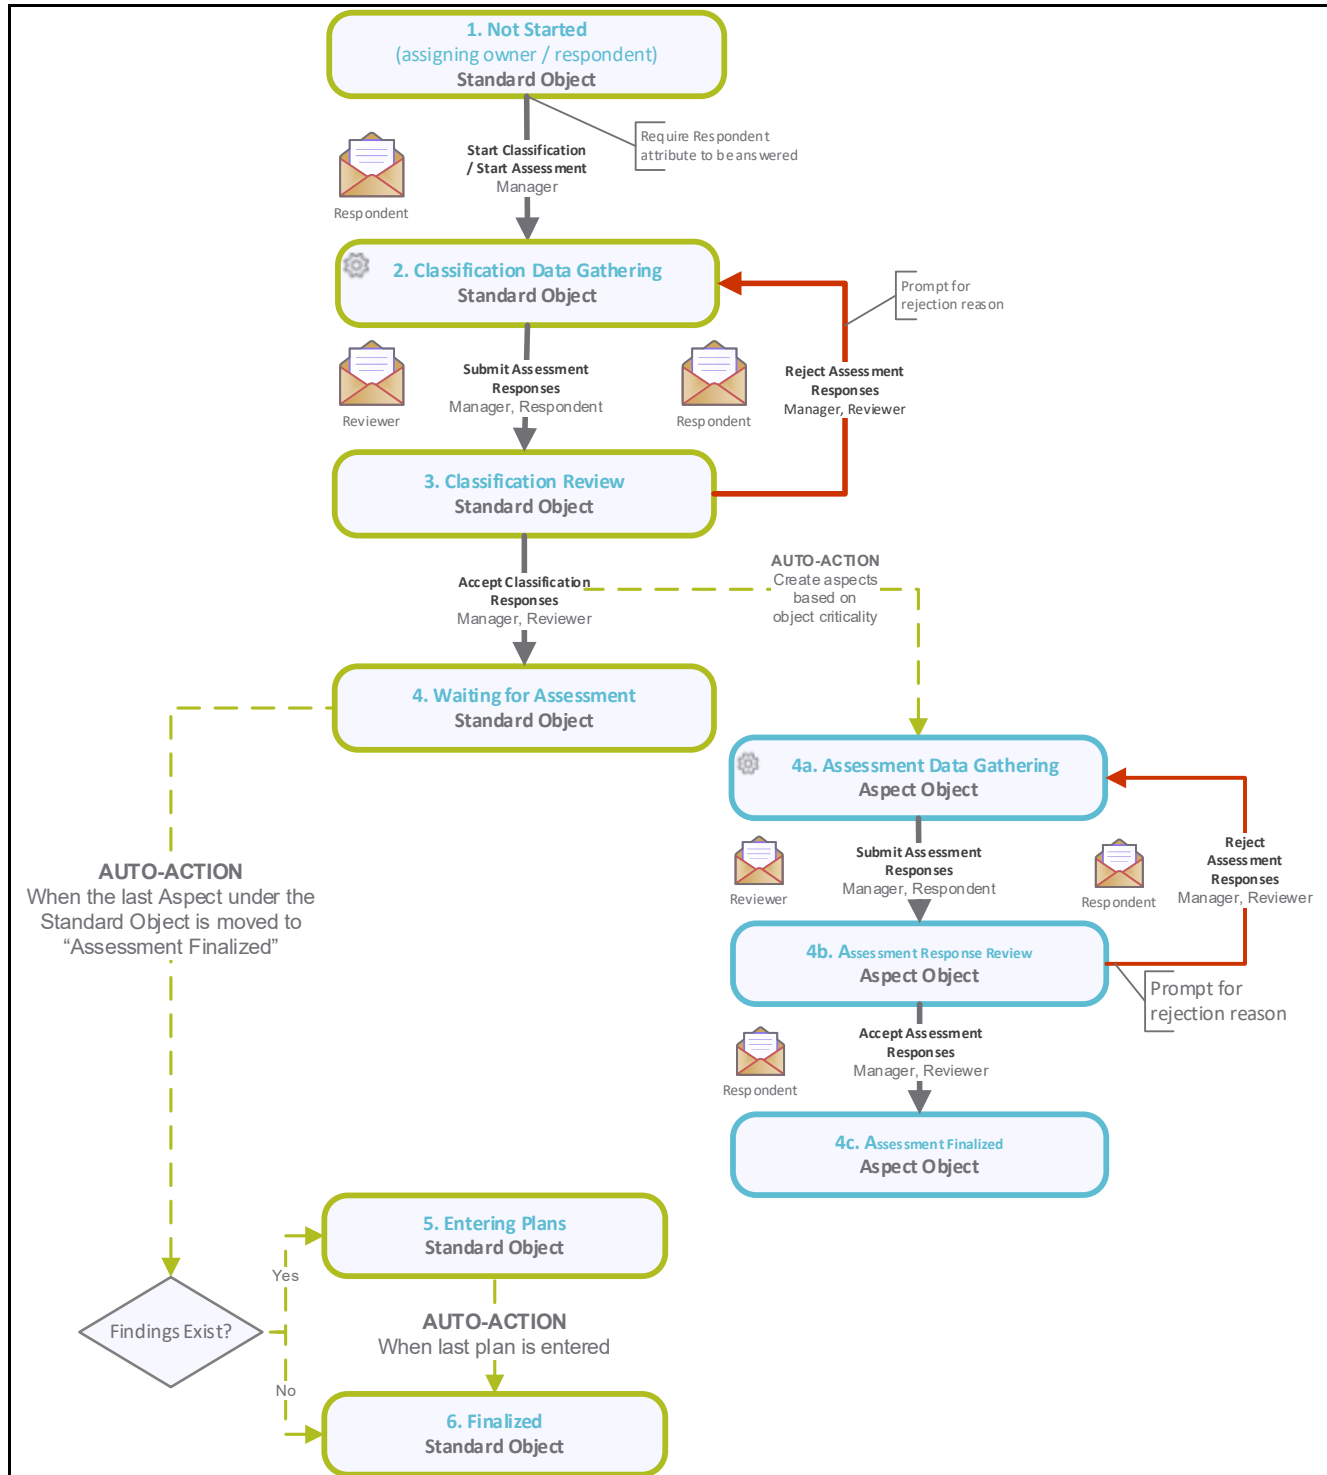 1. Not Started
(assigning owner / respondent)
Standard Object
Require Respondent
attribute to be answered
Start Classification
/ Start Assessment
Manager
Respondent
2. Classification Data Gathering
Standard Object
Prompt for
rejection reason
Submit Assessment
Responses
Manager, Respondent
Reviewer
Respondent
Reject Assessment
Responses
Manager, Reviewer
3. Classification Review
Standard Object
Accept Classification
Responses
Manager, Reviewer
AUTO-ACTION
Create aspects
based on
object criticality
4. Waiting for Assessment
Standard Object
4a. Assessment Data Gathering
Aspect Object
Submit Assessment
Responses
Manager, Respondent
Reviewer
Respondent
Reject
Assessment
Responses
Manager, Reviewer
AUTO-ACTION
When the last Aspect under the
Standard Object is moved to
“Assessment Finalized”
4b. Assessment Response Review
Aspect Object
Prompt for
rejection reason
Accept Assessment
Responses
Manager, Reviewer
Respondent
4c. Assessment Finalized
Aspect Object
5. Entering Plans
Standard Object
Yes
Findings Exist?
AUTO-ACTION
When last plan is entered
No
6. Finalized
Standard Object